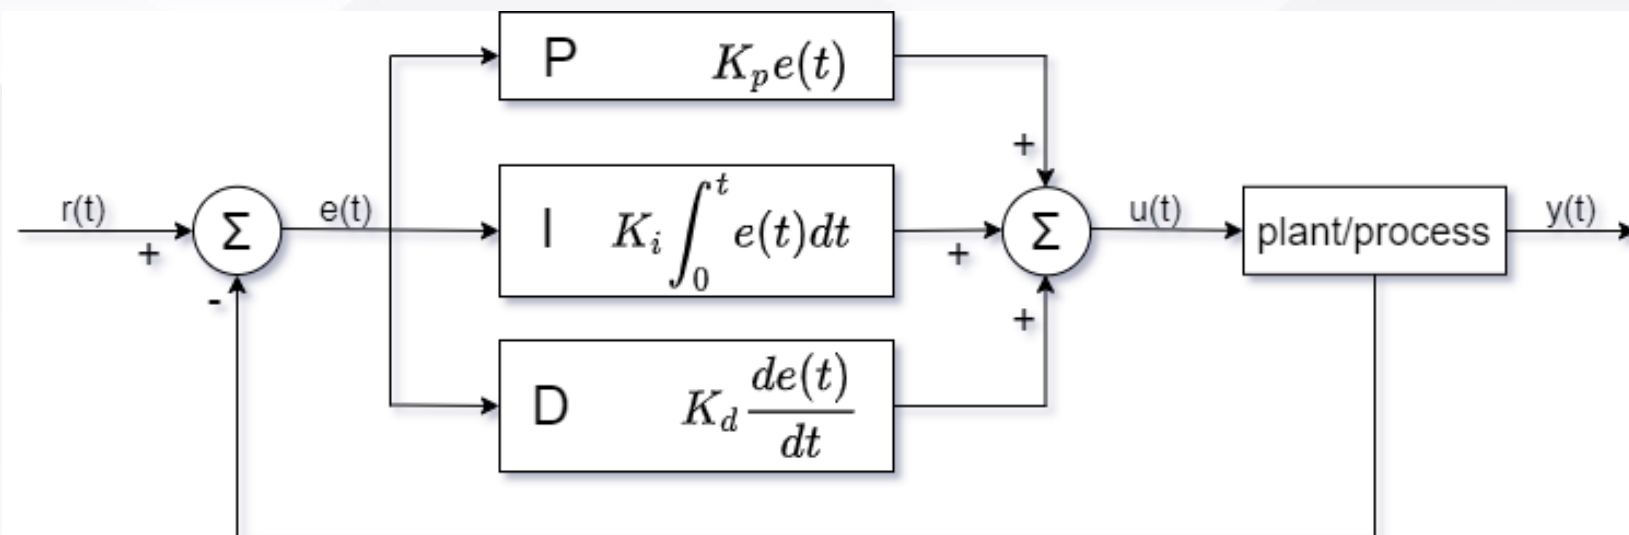 P K_p e(t)
+
r(t)
+
Σ
-
e(t)
I K_i ∫_0^t e(t)dt
+
Σ
u(t)
plant/process
y(t)
+
D K_d de(t)/dt